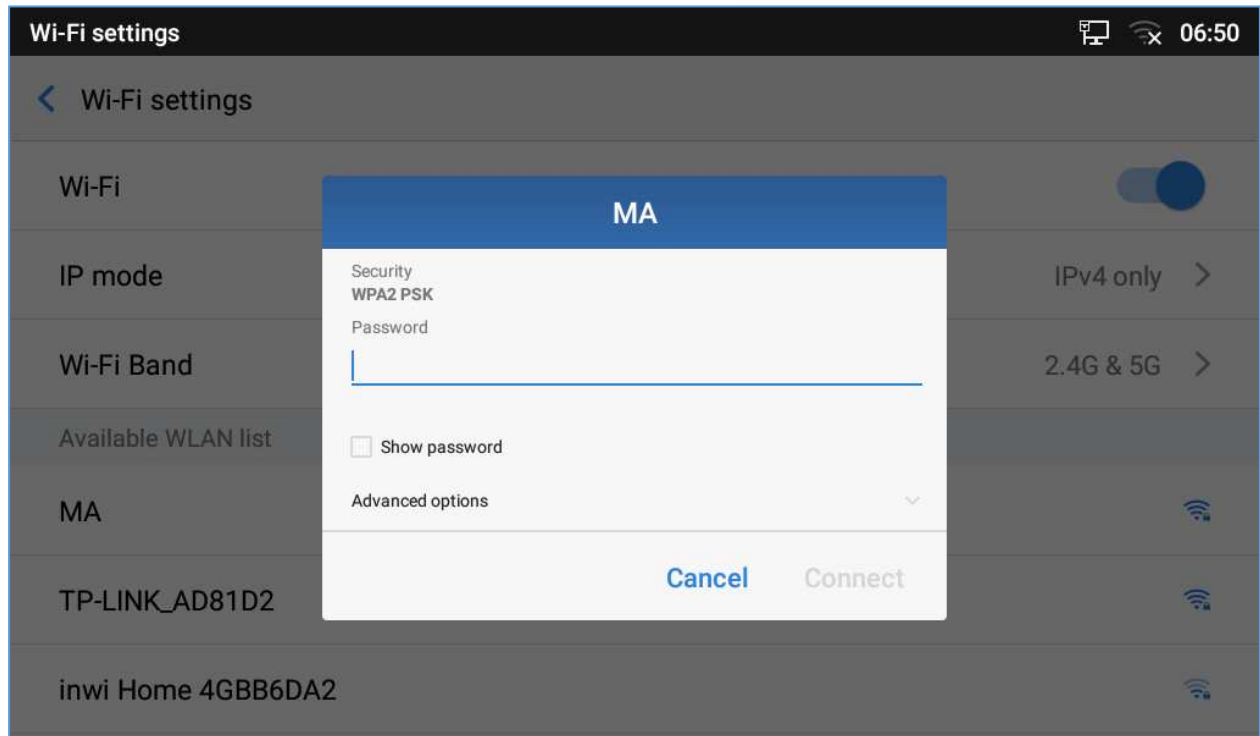 Wi-Fi settings 06:50
Wi-Fi settings
Wi-Fi
IP mode IPv4 only
Wi-Fi Band 2.4G & 5G
Available WLAN list
MA
TP-LINK_AD81D2
inwi Home 4GBB6DA2
MA
Security
WPA2 PSK
Password
Show password
Advanced options
Cancel Connect